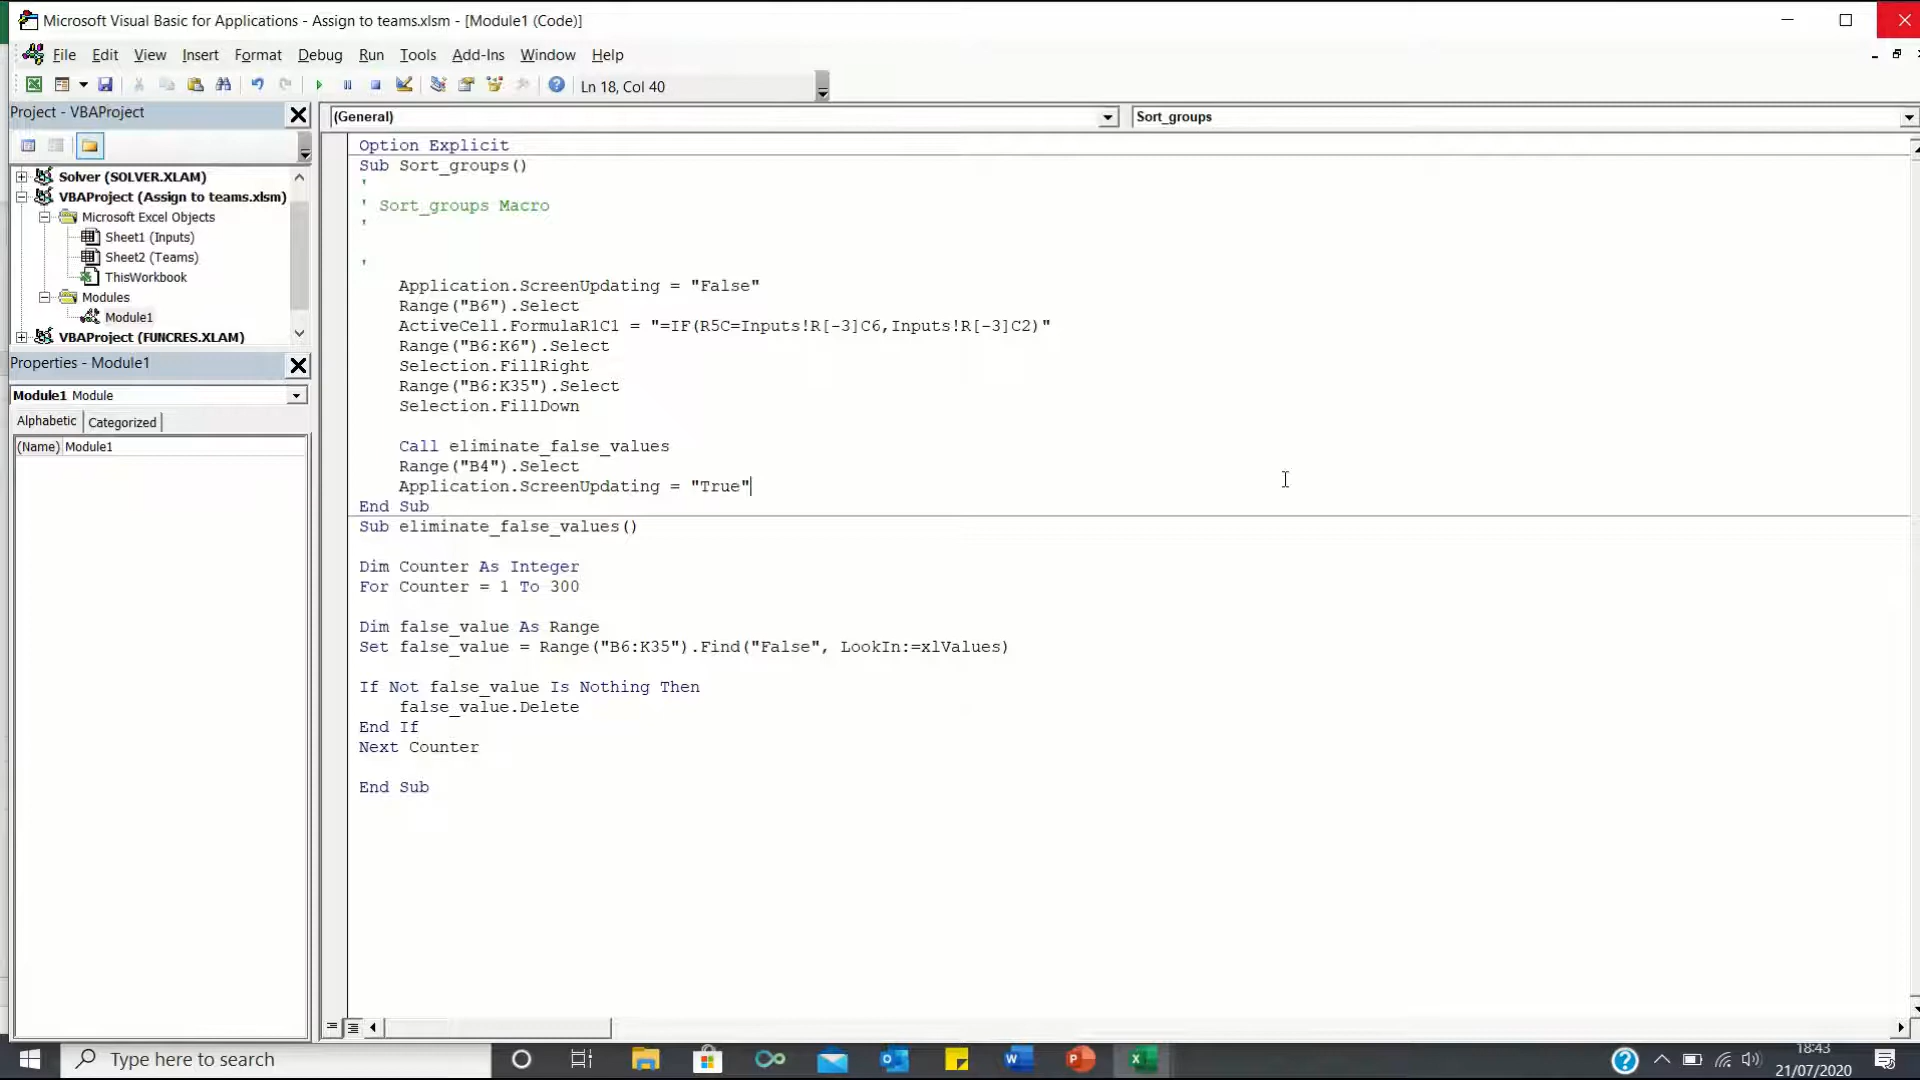 Microsoft Visual Basic for Applications - Assign to teams.xlsm - [Module1 (Code)]
File Edit View Insert Format Debug Run Tools Add-Ins Window Help
Ln 18, Col 40
Project - VBAProject
(General)
Sort_groups
Solver (SOLVER.XLAM)
VBAProject (Assign to teams.xlsm)
Microsoft Excel Objects
Sheet1 (Inputs)
Sheet2 (Teams)
ThisWorkbook
Modules
Module1
VBAProject (FUNCRES.XLAM)
Properties - Module1
Module1 Module
Alphabetic Categorized
(Name) Module1
Option Explicit
Sub Sort_groups()
'
' Sort_groups Macro
'
'
Application.ScreenUpdating = "False"
Range("B6").Select
ActiveCell.FormulaR1C1 = "=IF(R5C=Inputs!R[-3]C6,Inputs!R[-3]C2)"
Range("B6:K6").Select
Selection.FillRight
Range("B6:K35").Select
Selection.FillDown
Call eliminate_false_values
Range("B4").Select
Application.ScreenUpdating = "True"
End Sub
Sub eliminate_false_values()
Dim Counter As Integer
For Counter = 1 To 300
Dim false_value As Range
Set false_value = Range("B6:K35").Find("False", LookIn:=xlValues)
If Not false_value Is Nothing Then
false_value.Delete
End If
Next Counter
End Sub
Type here to search
18:43
21/07/2020